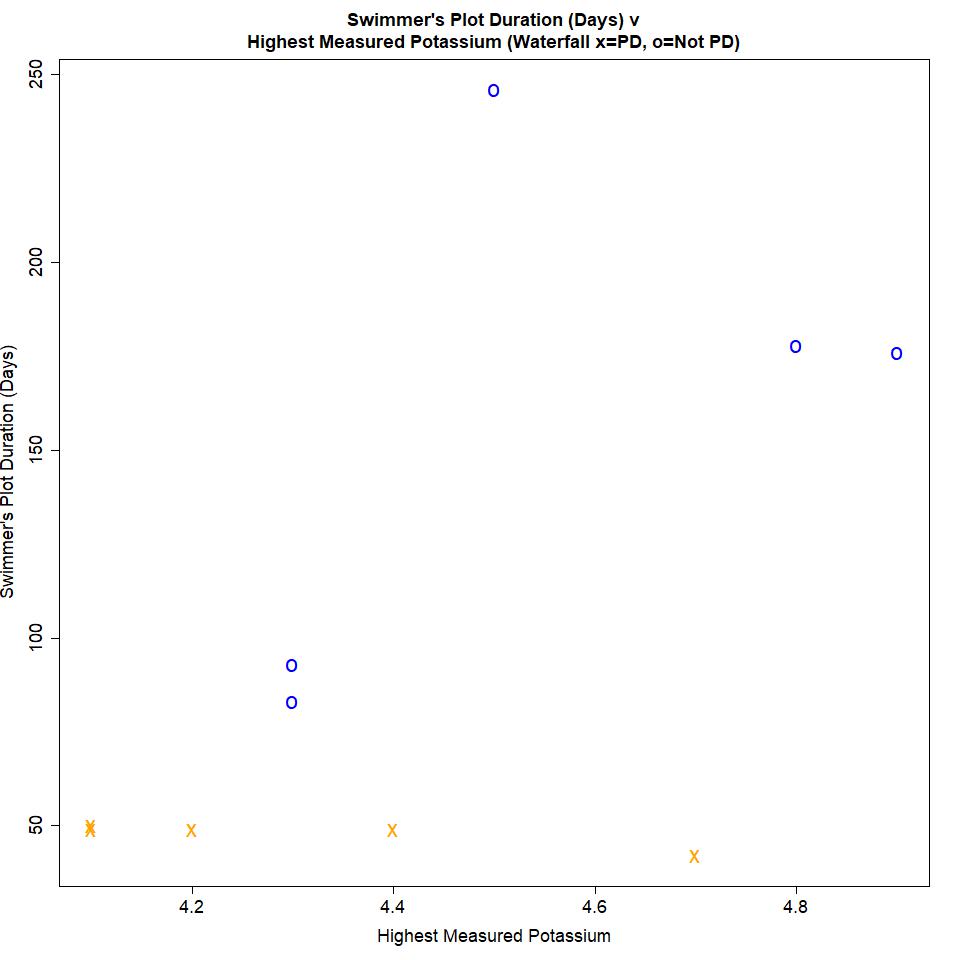 Swimmer's Plot Duration (Days) v
Highest Measured Potassium (Waterfall x=PD, o=Not PD)
Swimmer's Plot Duration (Days)
250
200
150
100
50
o
o
o
o
o
x
x
x
x
x
4.2
4.4
4.6
4.8
Highest Measured Potassium